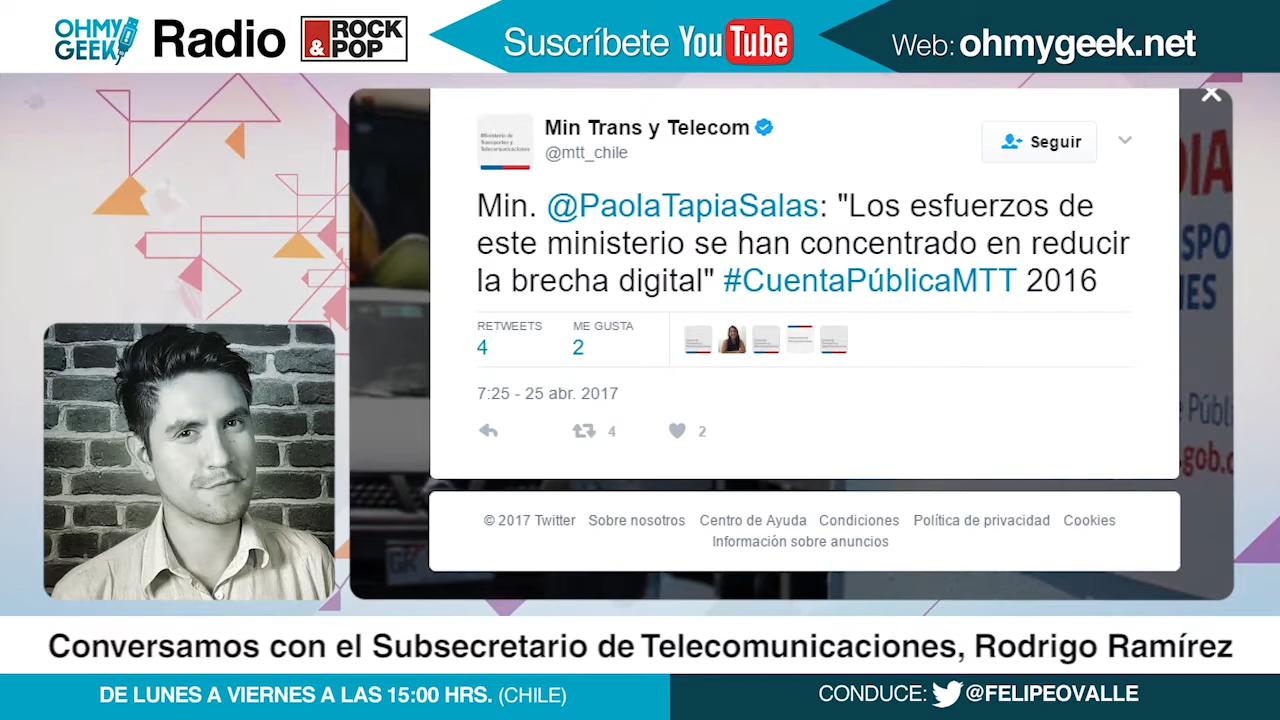 OHMY GEEK! Radio ROCK & POP
Suscríbete YouTube
Web: ohmygeek.net
Min Trans y Telecom
@mtt_chile
Seguir
Min. @PaolaTapiaSalas: "Los esfuerzos de
este ministerio se han concentrado en reducir
la brecha digital" #CuentaPúblicaMTT 2016
RETWEETS ME GUSTA
4 2
7:25 - 25 abr. 2017
4 2
© 2017 Twitter Sobre nosotros Centro de Ayuda Condiciones Política de privacidad Cookies
Información sobre anuncios
Conversamos con el Subsecretario de Telecomunicaciones, Rodrigo Ramírez
DE LUNES A VIERNES A LAS 15:00 HRS. (CHILE)
CONDUCE: @FELIPEOVALLE